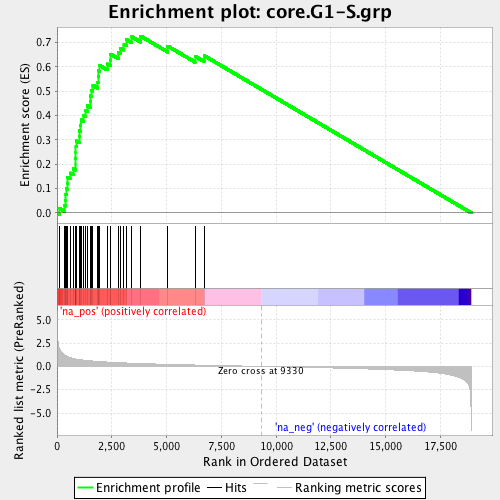 Enrichment plot: core.G1-S.grp
Enrichment score (ES)
0.7
0.6
0.5
0.4
0.3
0.2
0.1
0.0
'na_pos' (positively correlated)
Ranked list metric (PreRanked)
5.0
2.5
0.0
-2.5
-5.0
Zero cross at 9330
'na_neg' (negatively correlated)
0 2,500 5,000 7,500 10,000 12,500 15,000 17,500
Rank in Ordered Dataset
Enrichment profile Hits Ranking metric scores